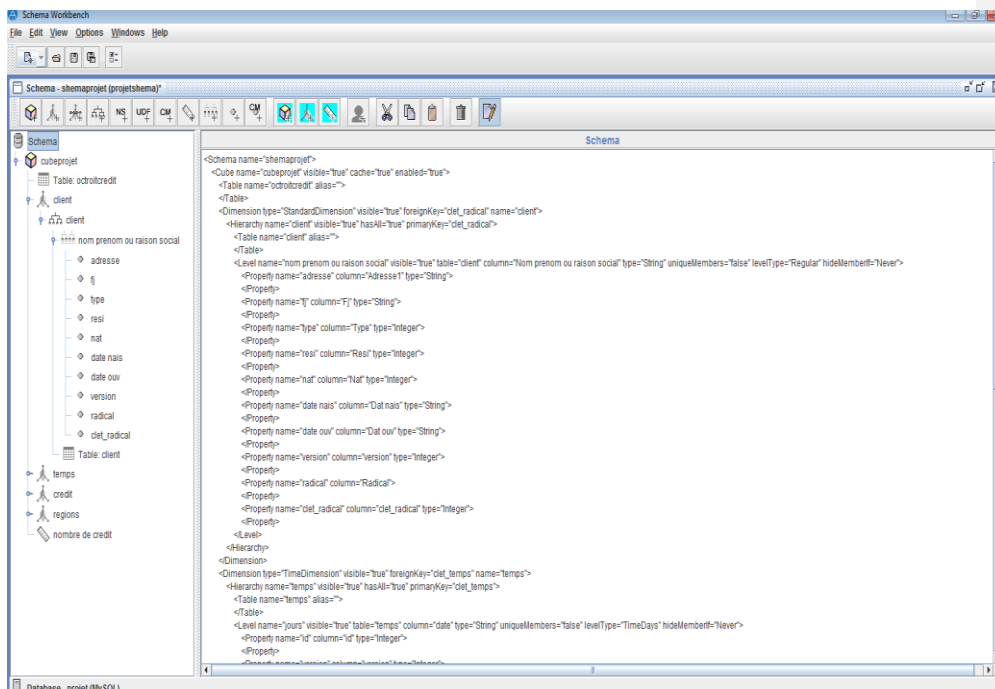 Schema Workbench
File Edit View Options Windows Help
Schema - shemaprojet (projetshema)*
NS UDF CM CM
Schema
cubeprojet
Table: octroitcredit
client
client
nom prenom ou raison social
adresse
fj
type
resi
nat
date nais
date ouv
version
radical
clet_radical
Table: client
temps
credit
regions
nombre de credit
Schema
<Schema name="shemaprojet">
<Cube name="cubeprojet" visible="true" cache="true" enabled="true">
<Table name="octroitcredit" alias="">
</Table>
<Dimension type="StandardDimension" visible="true" foreignKey="clet_radical" name="client">
<Hierarchy name="client" visible="true" hasAll="true" primaryKey="clet_radical">
<Table name="client" alias="">
</Table>
<Level name="nom prenom ou raison social" visible="true" table="client" column="Nom prenom ou raison social" type="String" uniqueMembers="false" levelType="Regular" hideMemberIf="Never">
<Property name="adresse" column="Adresse1" type="String">
</Property>
<Property name="fj" column="Fj" type="String">
</Property>
<Property name="type" column="Type" type="Integer">
</Property>
<Property name="resi" column="Resi" type="Integer">
</Property>
<Property name="nat" column="Nat" type="Integer">
</Property>
<Property name="date nais" column="Dat nais" type="String">
</Property>
<Property name="date ouv" column="Dat ouv" type="String">
</Property>
<Property name="version" column="version" type="Integer">
</Property>
<Property name="radical" column="Radical">
</Property>
<Property name="clet_radical" column="clet_radical" type="Integer">
</Property>
</Level>
</Hierarchy>
</Dimension>
<Dimension type="TimeDimension" visible="true" foreignKey="clet_temps" name="temps">
<Hierarchy name="temps" visible="true" hasAll="true" primaryKey="clet_temps">
<Table name="temps" alias="">
</Table>
<Level name="jours" visible="true" table="temps" column="date" type="String" uniqueMembers="false" levelType="TimeDays" hideMemberIf="Never">
<Property name="id" column="id" type="Integer">
</Property>
<Property name="version" column="version" type="Integer">
Database - projet (MySQL)